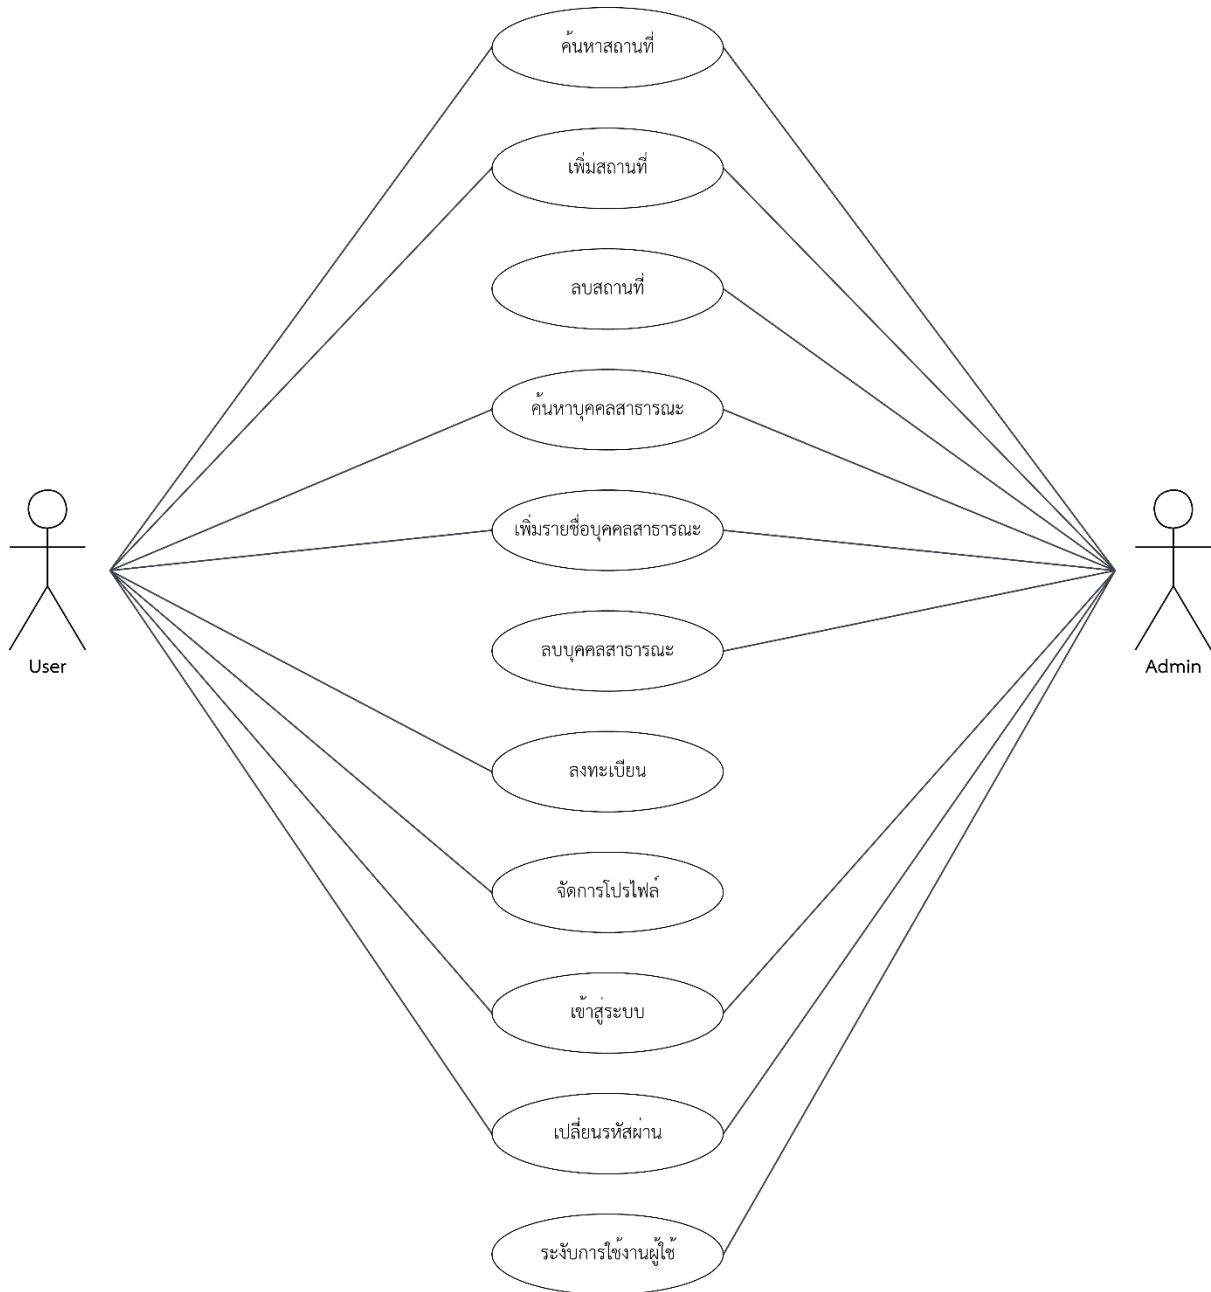 ค้นหาสถานที่
เพิ่มสถานที่
ลบสถานที่
ค้นหาบุคคลสาธารณะ
เพิ่มรายชื่อบุคคลสาธารณะ
ลบบุคคลสาธารณะ
User
Admin
ลงทะเบียน
จัดการโปรไฟล์
เข้าสู่ระบบ
เปลี่ยนรหัสผ่าน
ระงับการใช้งานผู้ใช้